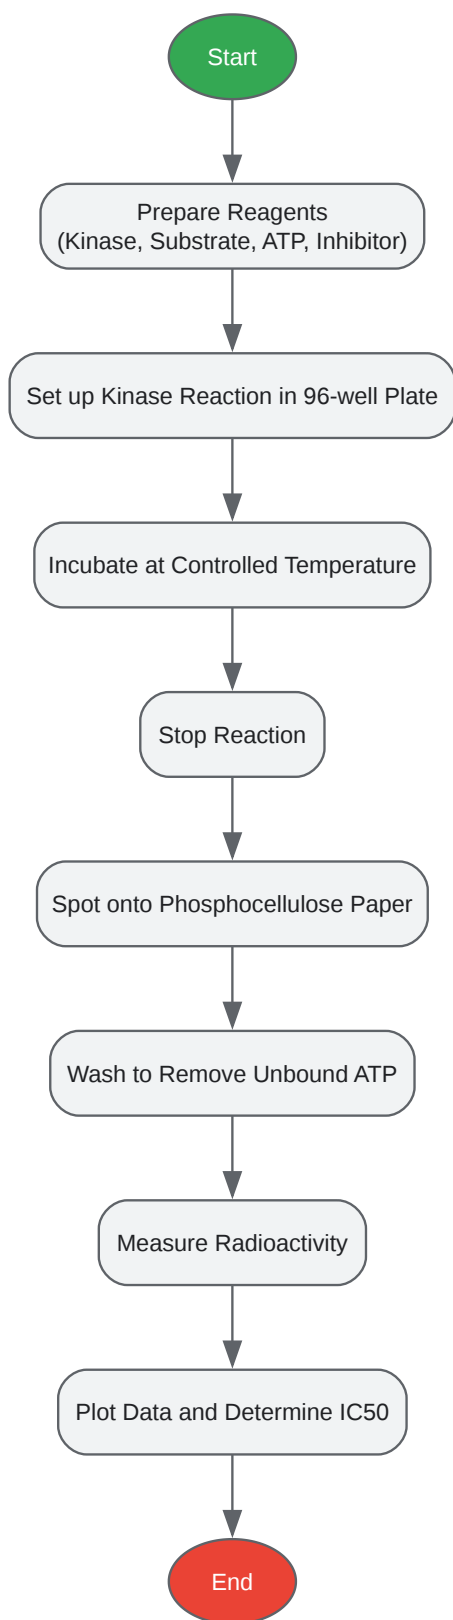 Start
Prepare Reagents
(Kinase, Substrate, ATP, Inhibitor)
Set up Kinase Reaction in 96-well Plate
Incubate at Controlled Temperature
Stop Reaction
Spot onto Phosphocellulose Paper
Wash to Remove Unbound ATP
Measure Radioactivity
Plot Data and Determine IC50
End